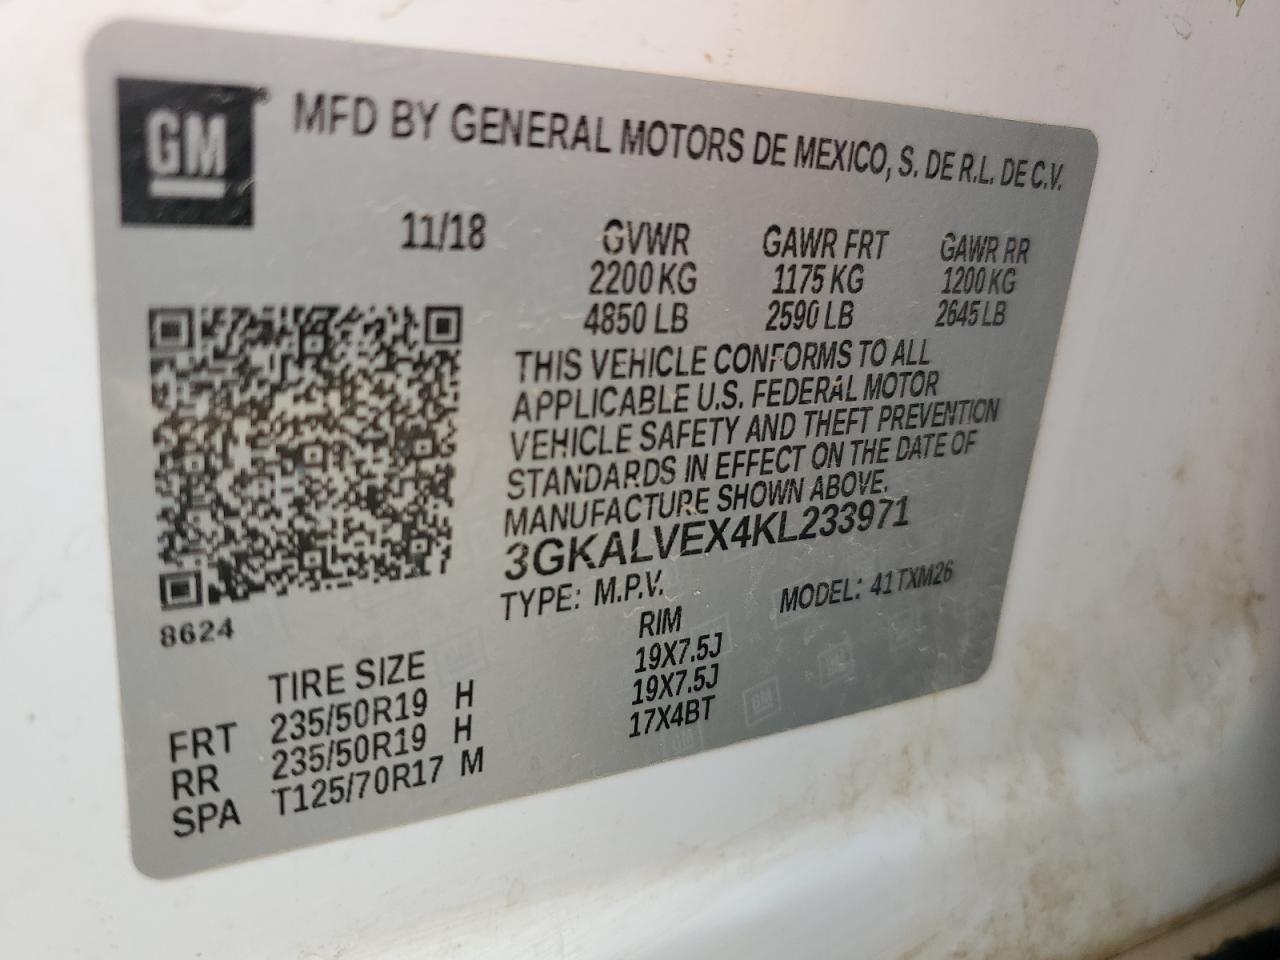 GM ® MFD BY GENERAL MOTORS DE MEXICO, S. DE R.L. DE C.V.
11/18 GVWR GAWR FRT GAWR RR
2200 KG 1175 KG 1200 KG
4850 LB 2590 LB 2645 LB
THIS VEHICLE CONFORMS TO ALL
APPLICABLE U.S. FEDERAL MOTOR
VEHICLE SAFETY AND THEFT PREVENTION
STANDARDS IN EFFECT ON THE DATE OF
MANUFACTURE SHOWN ABOVE.
3GKALVEX4KL233971
TYPE: M.P.V. MODEL: 41TXM26
8624
TIRE SIZE RIM
FRT 235/50R19 H 19X7.5J
RR 235/50R19 H 19X7.5J
SPA T125/70R17 M 17X4BT